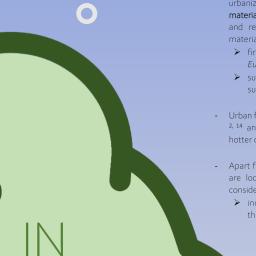 urbaniz
materia
and re
materia
➤ fir
Eu
➤ su
su
- Urban f
2, 14 an
hotter d
- Apart f
are loc
conside
➤ in
th
IN